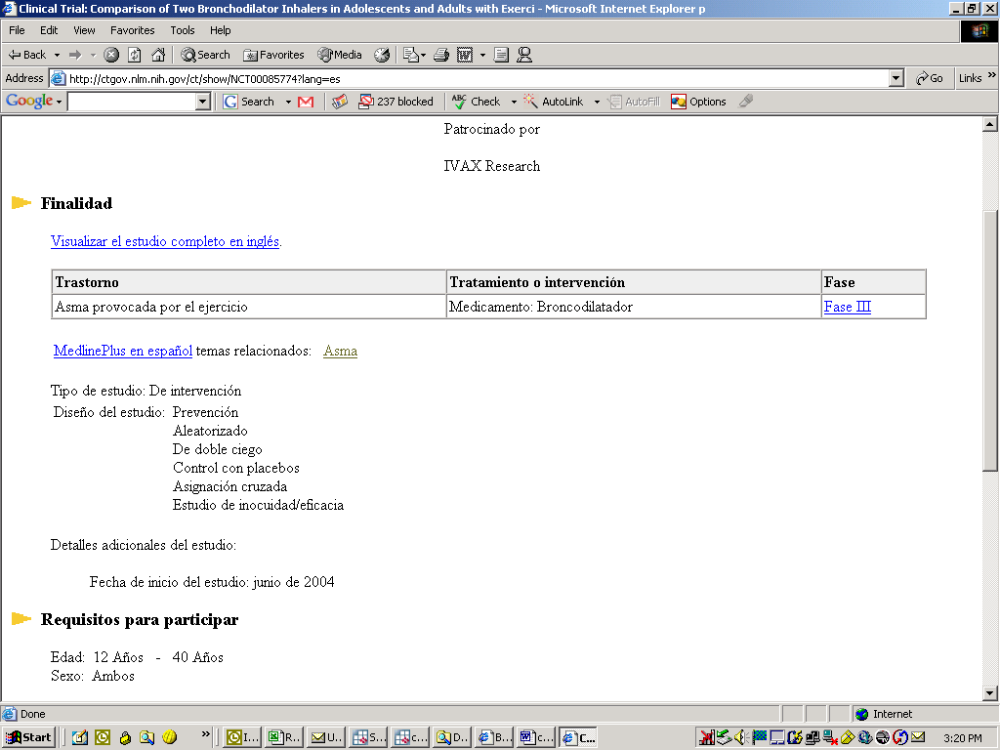 Clinical Trial: Comparison of Two Bronchodilator Inhalers in Adolescents and Adults with Exerci - Microsoft Internet Explorer p
File Edit View Favorites Tools Help
Back Search Favorites Media
Address http://ctgov.nlm.nih.gov/ct/show/NCT00085774?lang=es Go Links »
Google Search 237 blocked ABC Check AutoLink AutoFill Options
Patrocinado por
IVAX Research
Finalidad
Visualizar el estudio completo en inglés.
Trastorno Tratamiento o intervención Fase
Asma provocada por el ejercicio Medicamento: Broncodilatador Fase III
MedlinePlus en español temas relacionados: Asma
Tipo de estudio: De intervención
Diseño del estudio: Prevención
Aleatorizado
De doble ciego
Control con placebos
Asignación cruzada
Estudio de inocuidad/eficacia
Detalles adicionales del estudio:
Fecha de inicio del estudio: junio de 2004
Requisitos para participar
Edad: 12 Años - 40 Años
Sexo: Ambos
Done Internet
Start » I... R... U... S... c... D... B... c... C... 3:20 PM